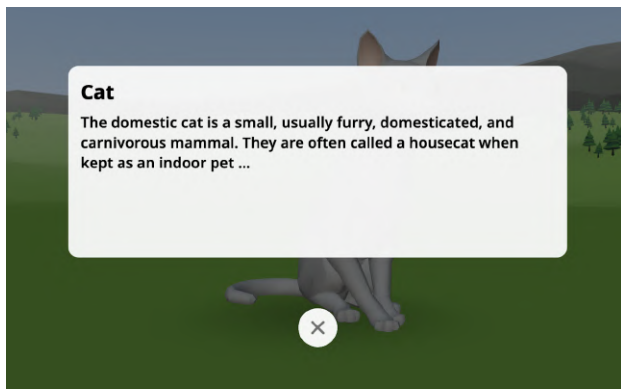 Cat
The domestic cat is a small, usually furry, domesticated, and
carnivorous mammal. They are often called a housecat when
kept as an indoor pet ...